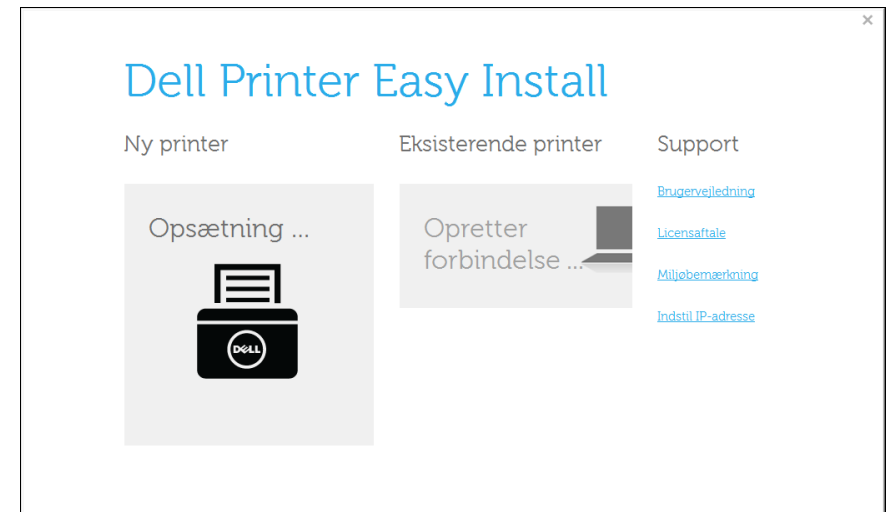 ×
Dell Printer Easy Install
Ny printer
Eksisterende printer
Support
Opsætning ...
DELL
Opretter
forbindelse ...
Brugervejledning
Licensaftale
Miljøbemærkning
Indstil IP-adresse